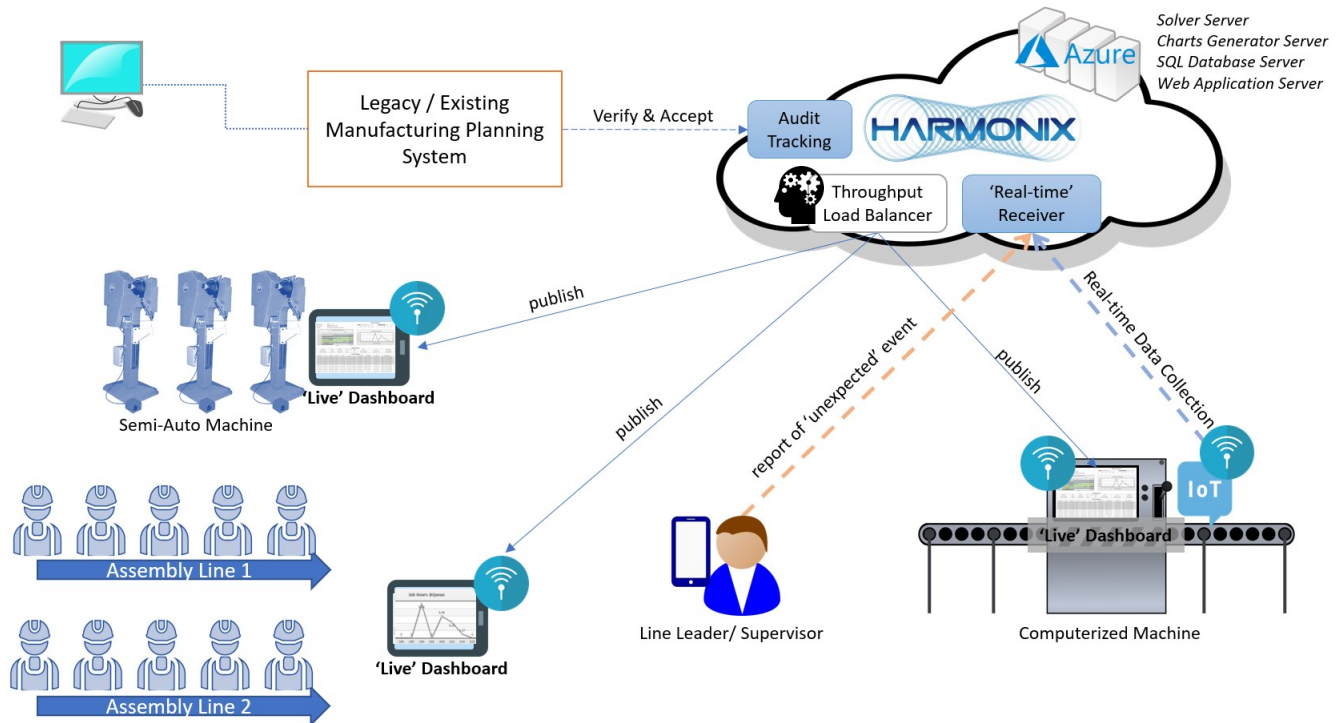 Solver Server
Charts Generator Server
SQL Database Server
Web Application Server
Azure
Legacy / Existing
Manufacturing Planning
System
Verify & Accept
Audit
Tracking
HARMONIX
Throughput
Load Balancer
‘Real-time’
Receiver
publish
publish
report of ‘unexpected’ event
publish
Real-time Data Collection
‘Live’ Dashboard
Semi-Auto Machine
IoT
‘Live’ Dashboard
Assembly Line 1
Line Leader/ Supervisor
Computerized Machine
‘Live’ Dashboard
Assembly Line 2